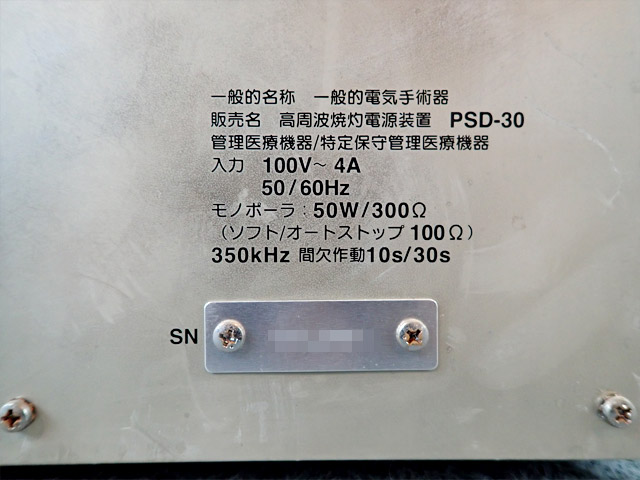 一般的名称 一般的電気手術器
販売名 高周波焼灼電源装置 PSD-30
管理医療機器/特定保守管理医療機器
入力 100V～ 4A
50/60Hz
モノポーラ：50W/300Ω
（ソフト/オートストップ 100Ω）
350kHz 間欠作動10s/30s
SN